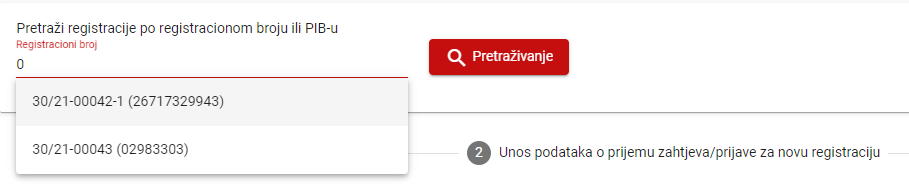 Pretraži registracije po registracionom broju ili PIB-u
Registracioni broj
0
Pretraživanje
30/21-00042-1 (26717329943)
30/21-00043 (02983303)
2 Unos podataka o prijemu zahtjeva/prijave za novu registraciju